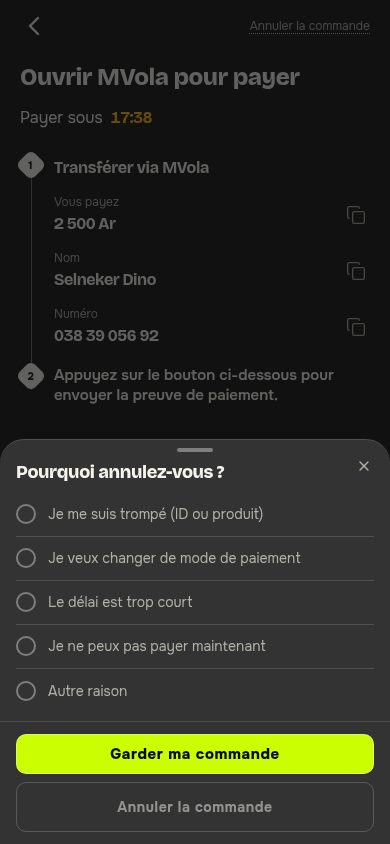 Annuler la commande
Ouvrir MVola pour payer
Payer sous 17:38
1
Transférer via MVola
Vous payez
2 500 Ar
Nom
Selneker Dino
Numéro
038 39 056 92
2
Appuyez sur le bouton ci-dessous pour
envoyer la preuve de paiement.
Pourquoi annulez-vous ?
Je me suis trompé (ID ou produit)
Je veux changer de mode de paiement
Le délai est trop court
Je ne peux pas payer maintenant
Autre raison
Garder ma commande
Annuler la commande